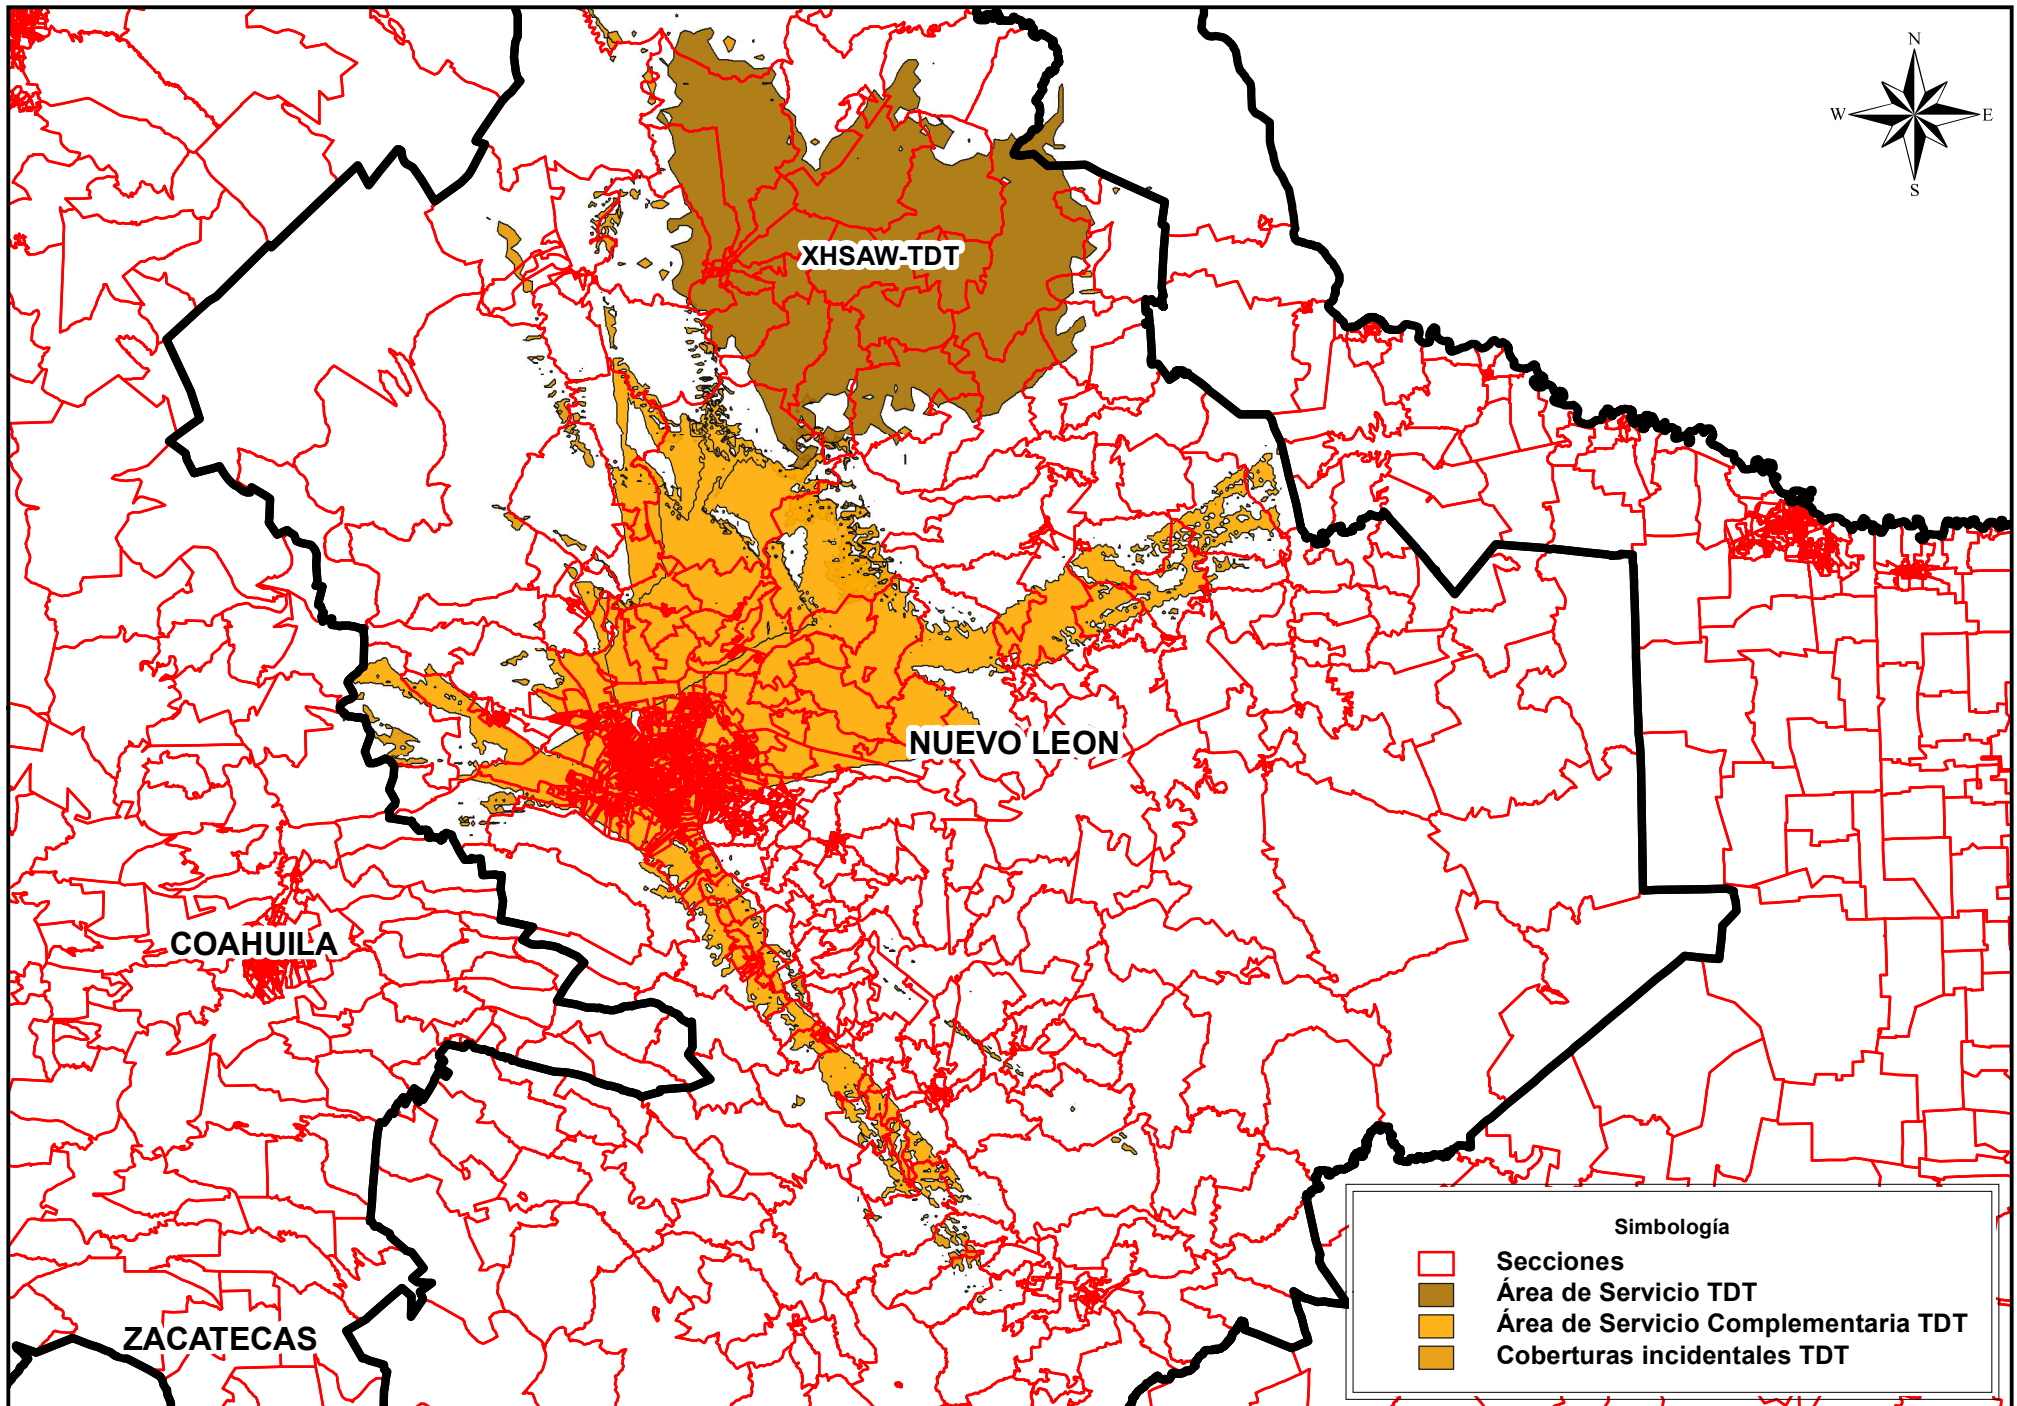 N
W
E
S
XHSAW-TDT
NUEVO LEON
COAHUILA
ZACATECAS
Simbología
Secciones
Área de Servicio TDT
Área de Servicio Complementaria TDT
Coberturas incidentales TDT